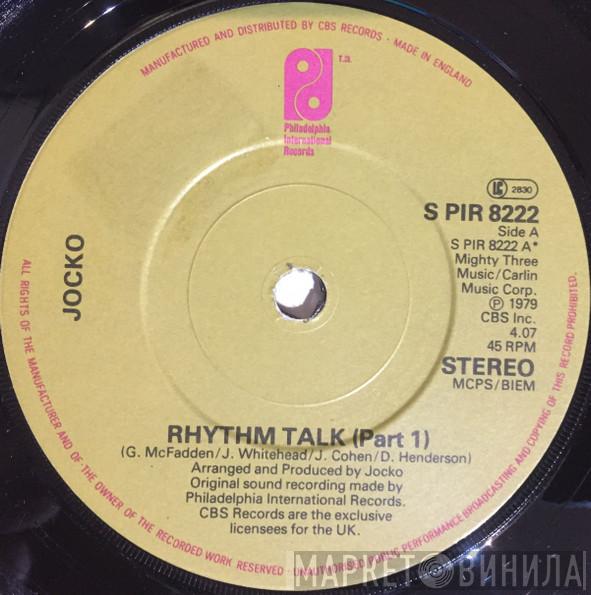 MANUFACTURED AND DISTRIBUTED BY CBS RECORDS · MADE IN ENGLAND
T.M.
Philadelphia
International
Records
LC 2830
S PIR 8222
Side A
S PIR 8222 A*
Mighty Three
Music/Carlin
Music Corp.
℗ 1979
CBS Inc.
4.07
45 RPM
STEREO
MCPS/BIEM
JOCKO
RHYTHM TALK (Part 1)
(G. McFadden/J. Whitehead/J. Cohen/D. Henderson)
Arranged and Produced by Jocko
Original sound recording made by
Philadelphia International Records.
CBS Records are the exclusive
licensees for the UK.
ALL RIGHTS OF THE MANUFACTURER AND OF THE OWNER OF THE RECORDED WORK RESERVED · UNAUTHORISED PUBLIC PERFORMANCE BROADCASTING AND COPYING OF THIS RECORD PROHIBITED.
МАРКЕТ ВИНИЛА